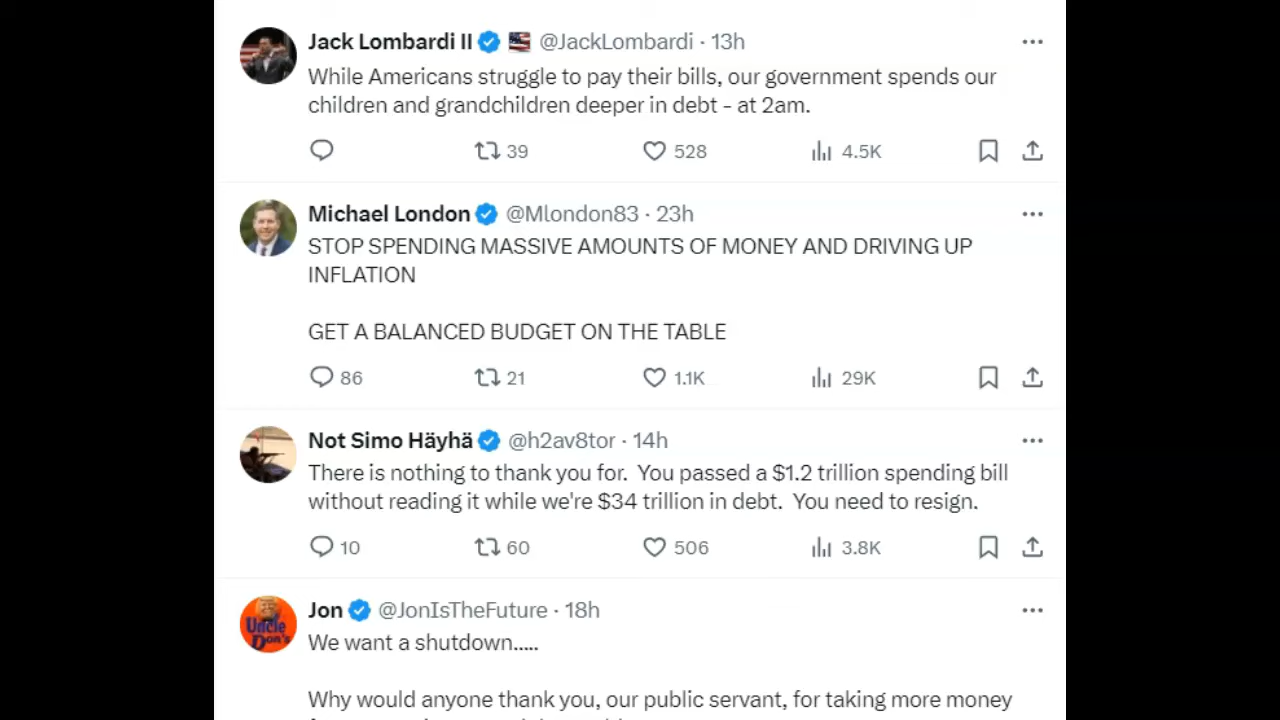 Jack Lombardi II @JackLombardi · 13h
While Americans struggle to pay their bills, our government spends our
children and grandchildren deeper in debt - at 2am.
39 528 4.5K
Michael London @Mlondon83 · 23h
STOP SPENDING MASSIVE AMOUNTS OF MONEY AND DRIVING UP
INFLATION
GET A BALANCED BUDGET ON THE TABLE
86 21 1.1K 29K
Not Simo Häyhä @h2av8tor · 14h
There is nothing to thank you for.  You passed a $1.2 trillion spending bill
without reading it while we're $34 trillion in debt.  You need to resign.
10 60 506 3.8K
Jon @JonIsTheFuture · 18h
Uncle
Don's
We want a shutdown.....
Why would anyone thank you, our public servant, for taking more money